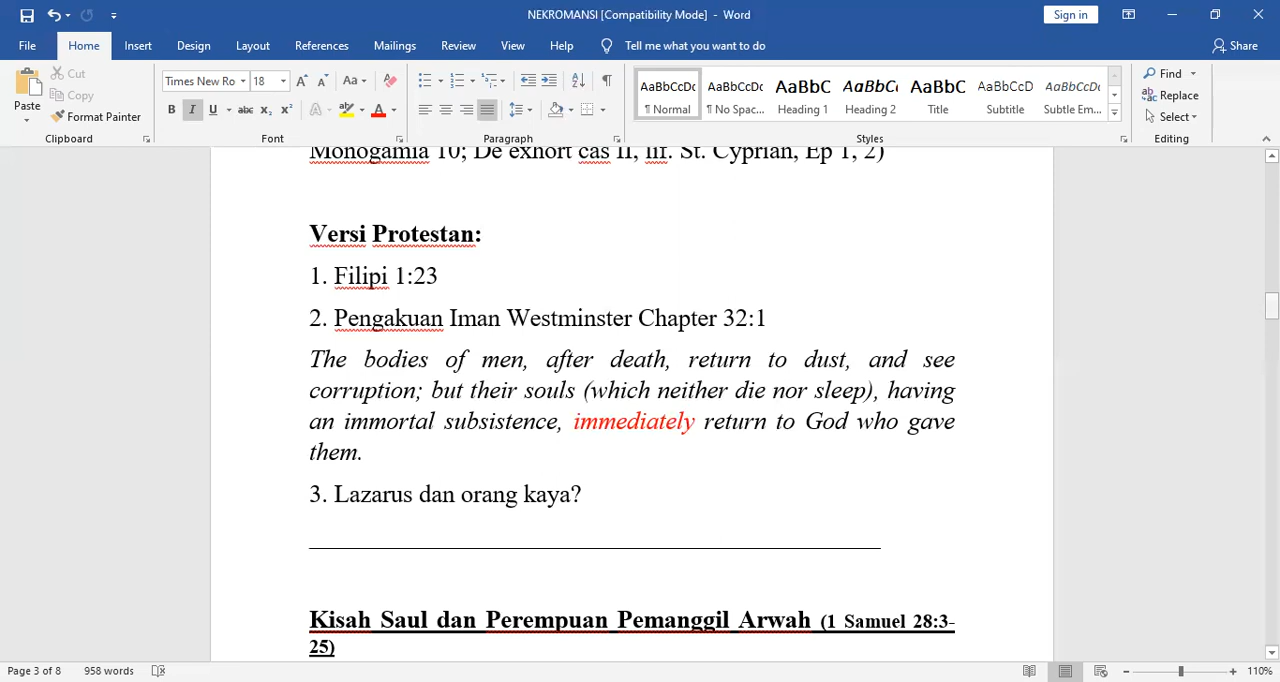 NEKROMANSI [Compatibility Mode] - Word
Sign in
File Home Insert Design Layout References Mailings Review View Help Tell me what you want to do Share
Paste
Cut
Copy
Format Painter
Clipboard
Times New Ro 18
Aa
B I U abc x₂ x²
Font
Paragraph
AaBbCcDc AaBbCcDc AaBbC AaBbCc AaBbC AaBbCcD AaBbCcDc
¶ Normal ¶ No Spac... Heading 1 Heading 2 Title Subtitle Subtle Em...
Styles
Find
Replace
Select
Editing
Monogamia 10; De exhort cas II, lif. St. Cyprian, Ep 1, 2)
Versi Protestan:
1. Filipi 1:23
2. Pengakuan Iman Westminster Chapter 32:1
The bodies of men, after death, return to dust, and see
corruption; but their souls (which neither die nor sleep), having
an immortal subsistence, immediately return to God who gave
them.
3. Lazarus dan orang kaya?
Kisah Saul dan Perempuan Pemanggil Arwah (1 Samuel 28:3-
25)
Page 3 of 8 958 words 110%